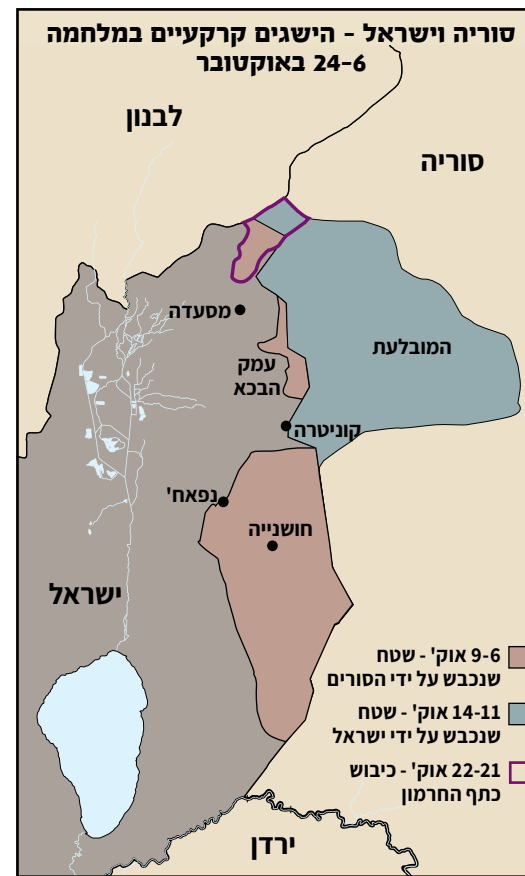 סוריה וישראל - הישגים קרקעיים במלחמה
24-6 באוקטובר
לבנון
סוריה
מסעדה
המובלעת
עמק
הבכא
קוניטרה
נפאח'
חושנייה
ישראל
9-6 אוק' - שטח
שנכבש על ידי הסורים
14-11 אוק' - שטח
שנכבש על ידי ישראל
22-21 אוק' - כיבוש
כתף החרמון
ירדן